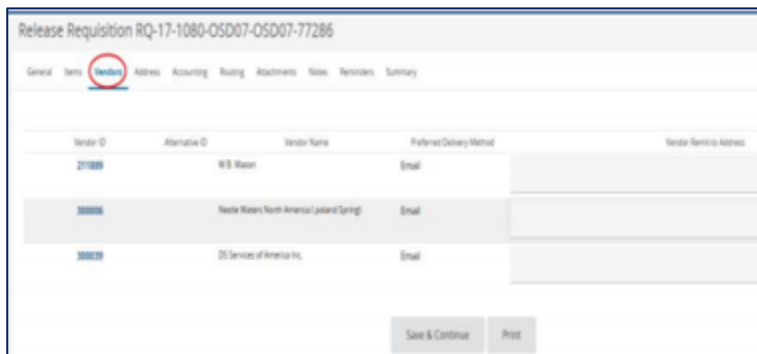 Release Requisition RQ-17-1080-OSD07-OSD07-77286
General Items Vendors Address Accounting Routing Attachments Notes Reminders Summary
Vendor ID Alternative ID Vendor Name Preferred Delivery Method Vendor Remit to Address
W.B. Mason Email
300006 Nestle Waters North America ( poland Spring) Email
300039 DS Services of America Inc. Email
Save & Continue Print